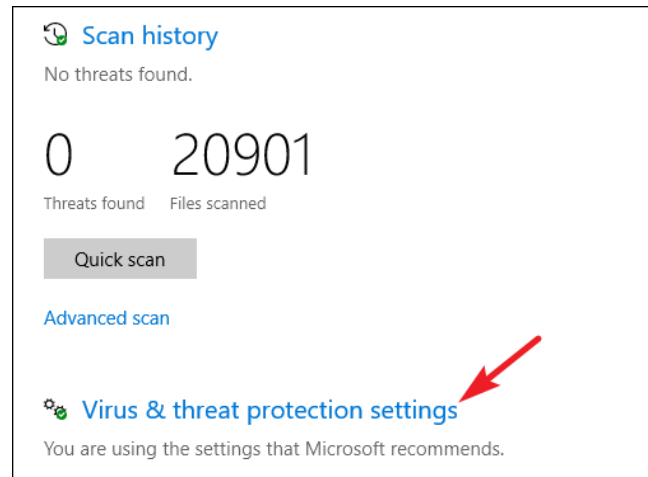 Scan history
No threats found.
0 20901
Threats found Files scanned
Quick scan
Advanced scan
Virus & threat protection settings
You are using the settings that Microsoft recommends.